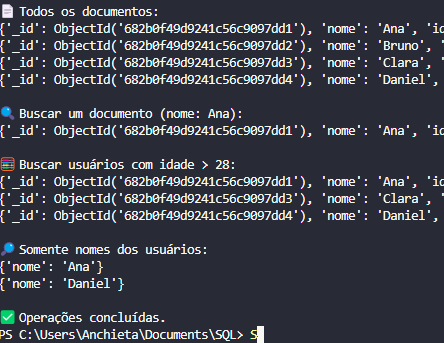 📄 Todos os documentos:
{'_id': ObjectId('682b0f49d9241c56c9097dd1'), 'nome': 'Ana', 'id
{'_id': ObjectId('682b0f49d9241c56c9097dd2'), 'nome': 'Bruno', '
{'_id': ObjectId('682b0f49d9241c56c9097dd3'), 'nome': 'Clara', '
{'_id': ObjectId('682b0f49d9241c56c9097dd4'), 'nome': 'Daniel',
🔍 Buscar um documento (nome: Ana):
{'_id': ObjectId('682b0f49d9241c56c9097dd1'), 'nome': 'Ana', 'id
🧮 Buscar usuários com idade > 28:
{'_id': ObjectId('682b0f49d9241c56c9097dd1'), 'nome': 'Ana', 'id
{'_id': ObjectId('682b0f49d9241c56c9097dd3'), 'nome': 'Clara', '
{'_id': ObjectId('682b0f49d9241c56c9097dd4'), 'nome': 'Daniel',
🔎 Somente nomes dos usuários:
{'nome': 'Ana'}
{'nome': 'Daniel'}
✅ Operações concluídas.
PS C:\Users\Anchieta\Documents\SQL> S